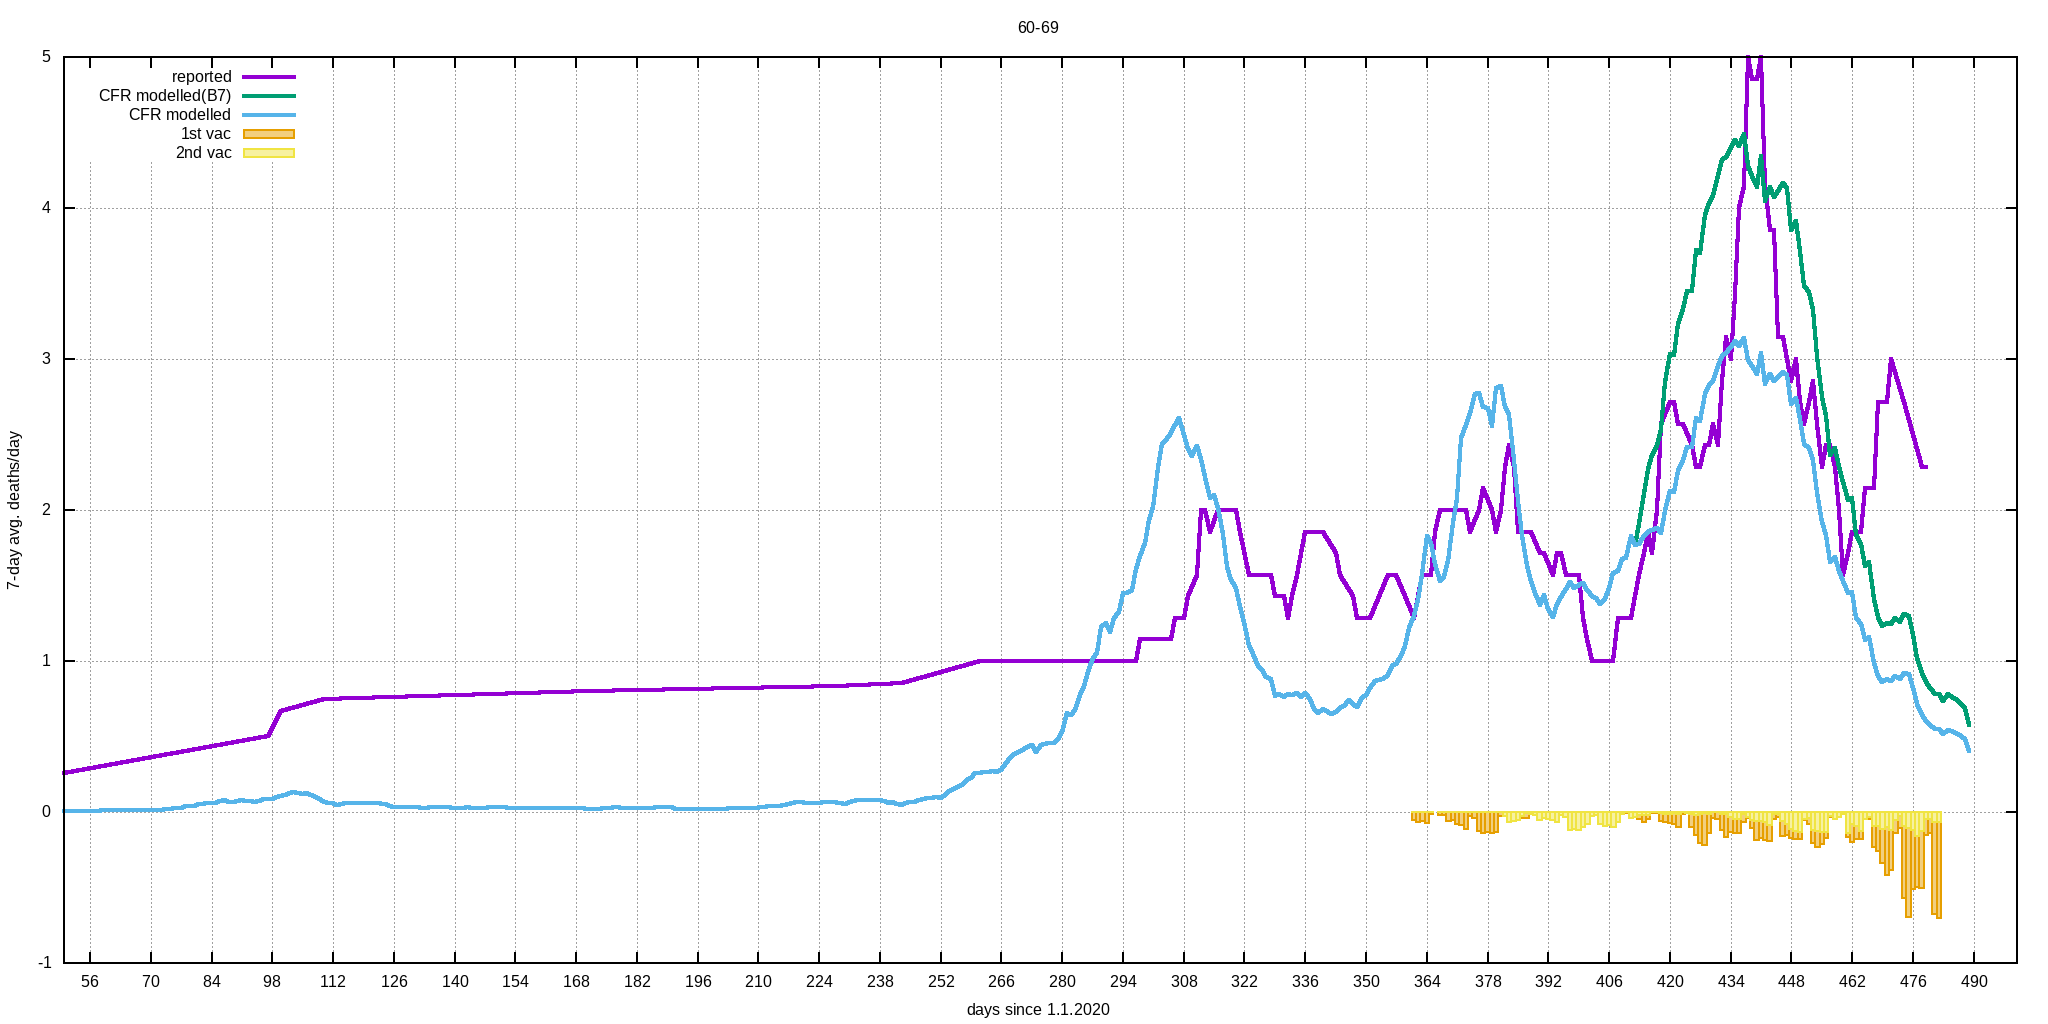 60-69
reported
CFR modelled(B7)
CFR modelled
1st vac
2nd vac
5
4
3
2
1
0
-1
7-day avg. deaths/day
56 70 84 98 112 126 140 154 168 182 196 210 224 238 252 266 280 294 308 322 336 350 364 378 392 406 420 434 448 462 476 490
days since 1.1.2020